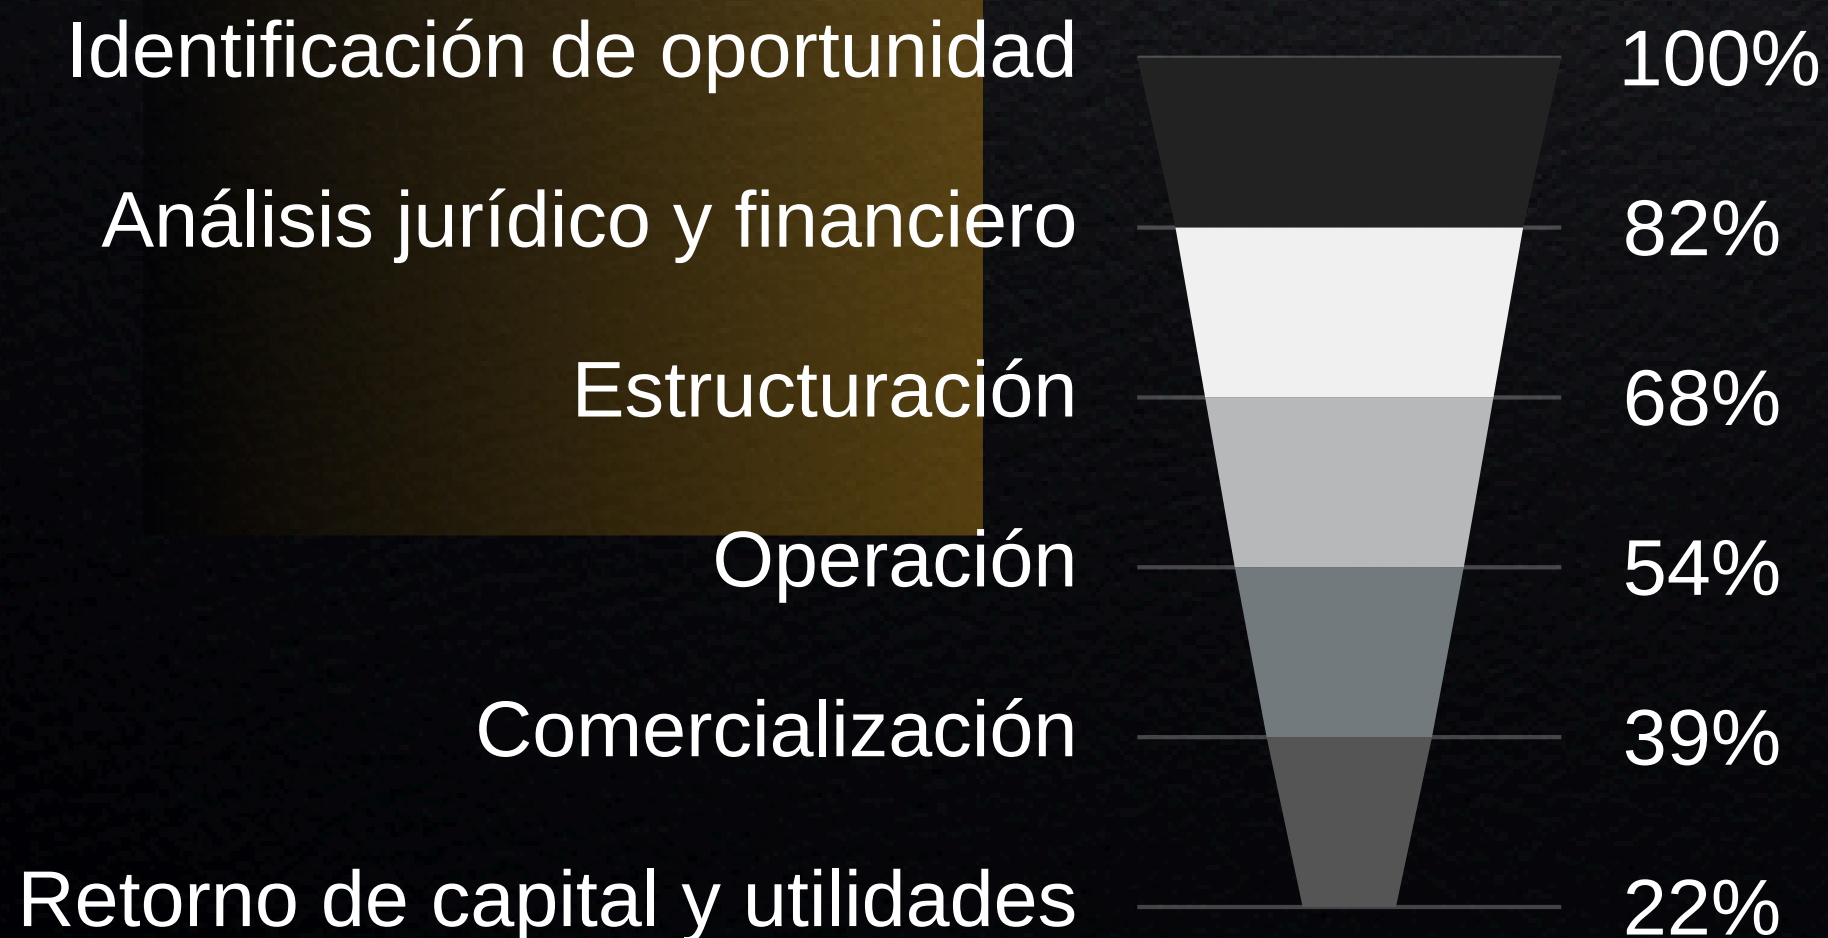 Identificación de oportunidad 100%
Análisis jurídico y financiero 82%
Estructuración 68%
Operación 54%
Comercialización 39%
Retorno de capital y utilidades 22%